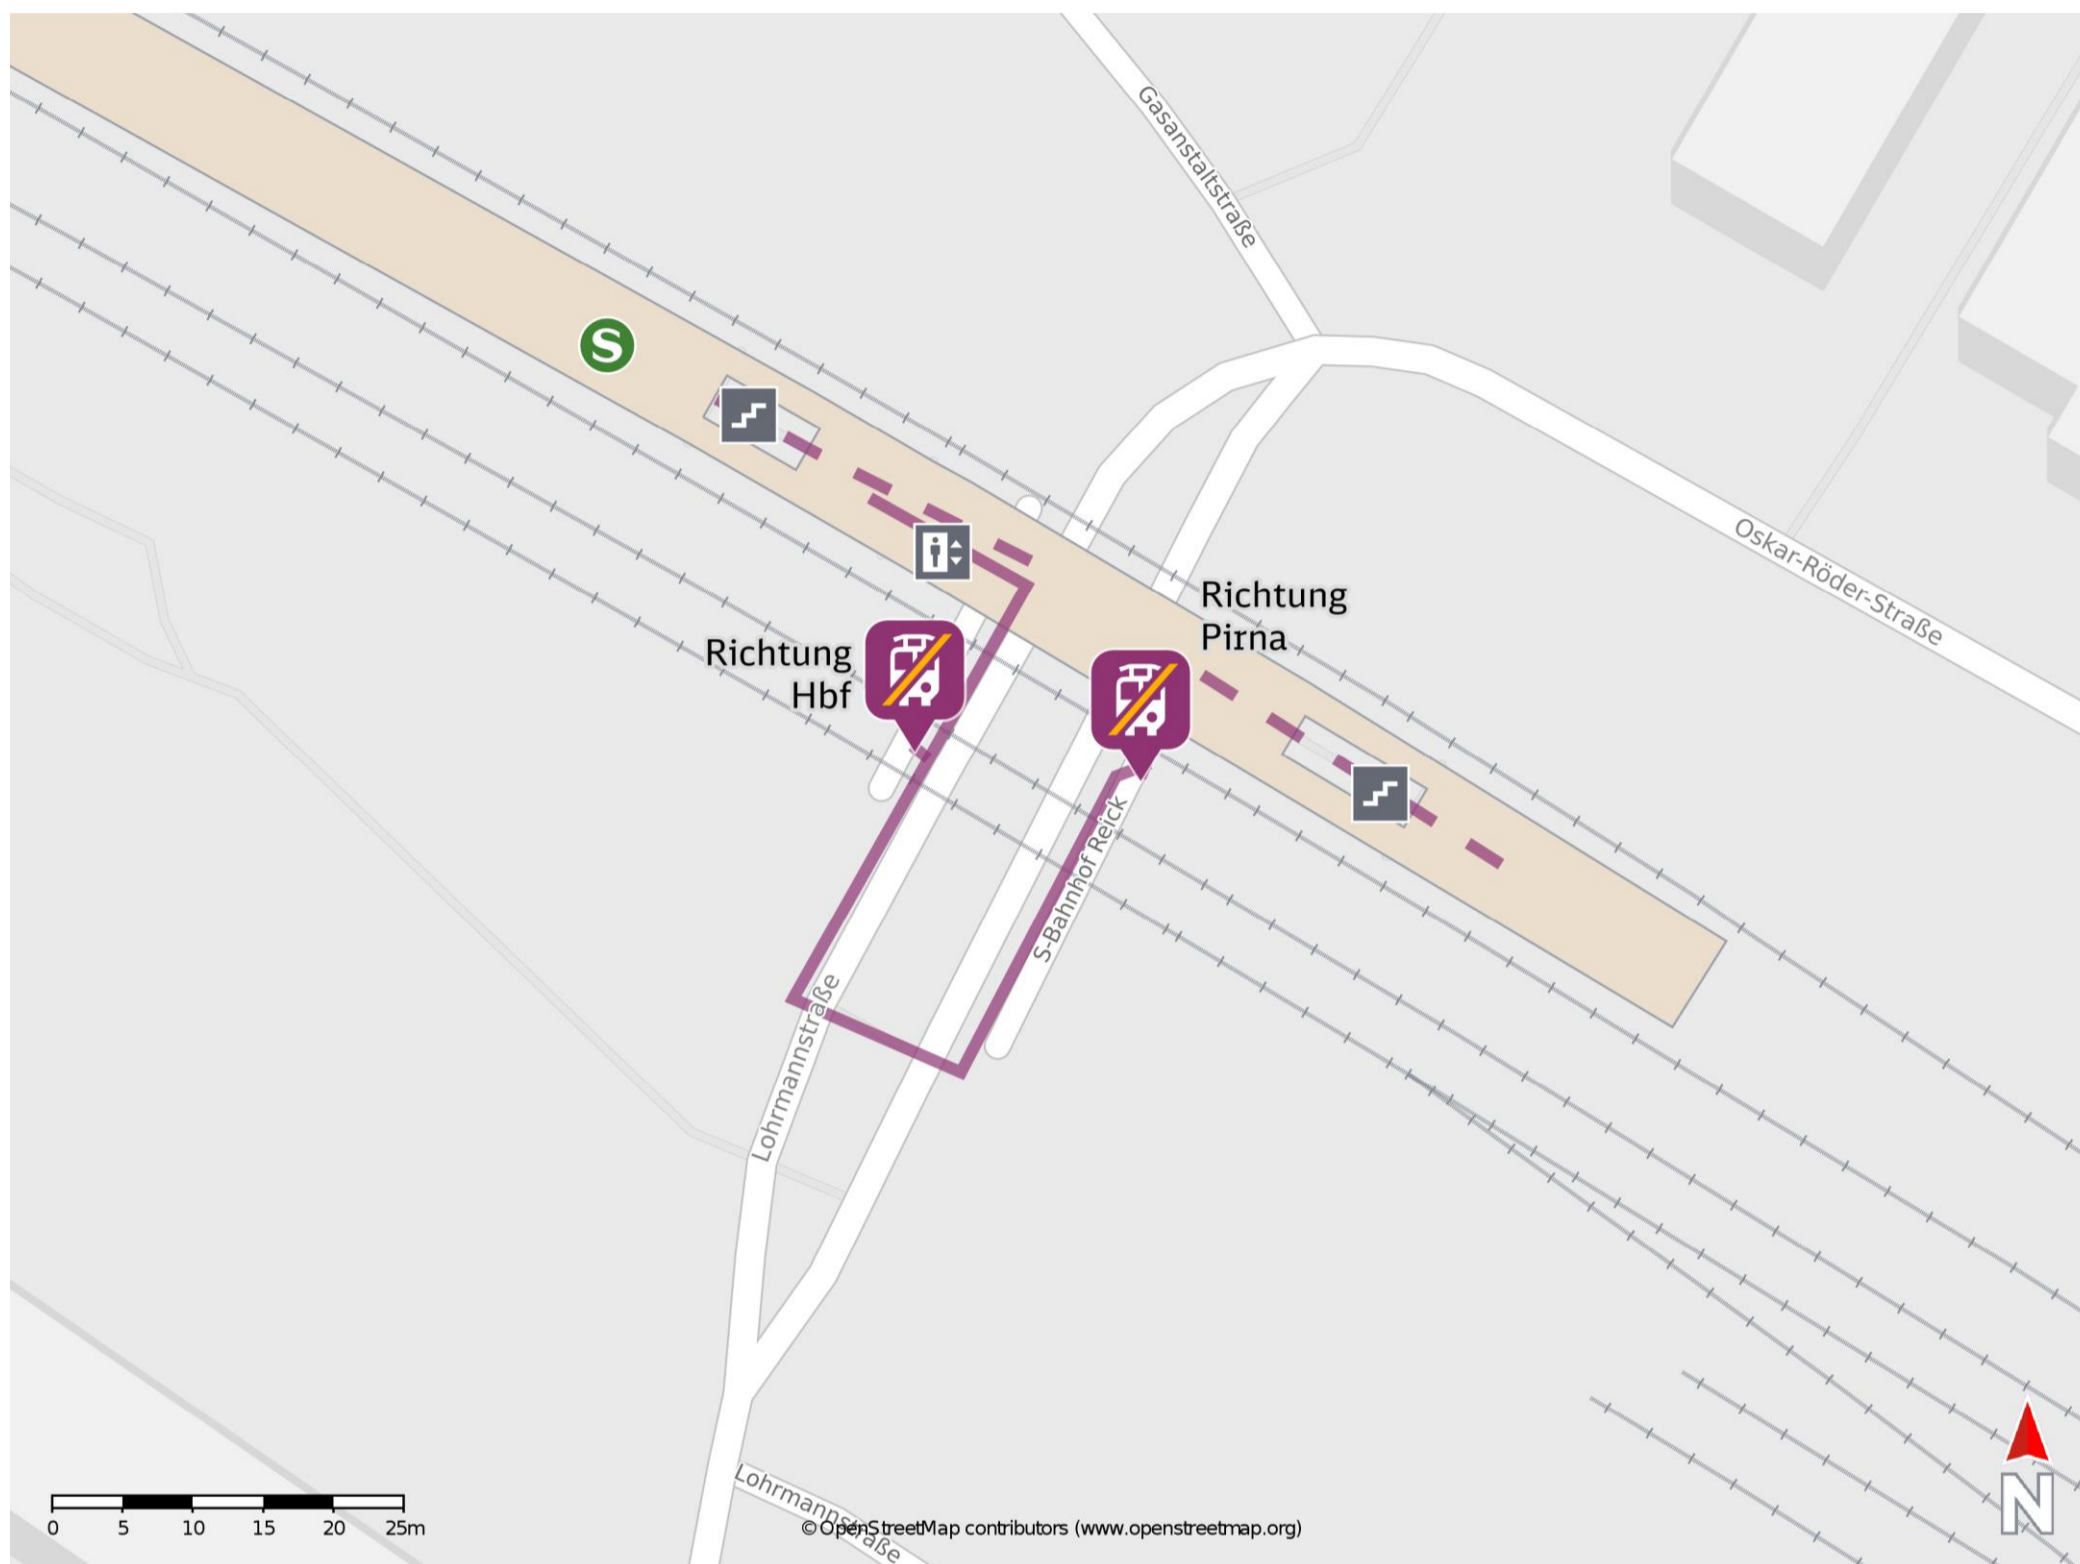 Gasanstaltstraße
S
Oskar-Röder-Straße
Richtung
Pirna
Richtung
Hbf
S-Bahnhof Reick
Lohrmannstraße
Lohrmannstraße
0 5 10 15 20 25m
© OpenStreetMap contributors (www.openstreetmap.org)
N